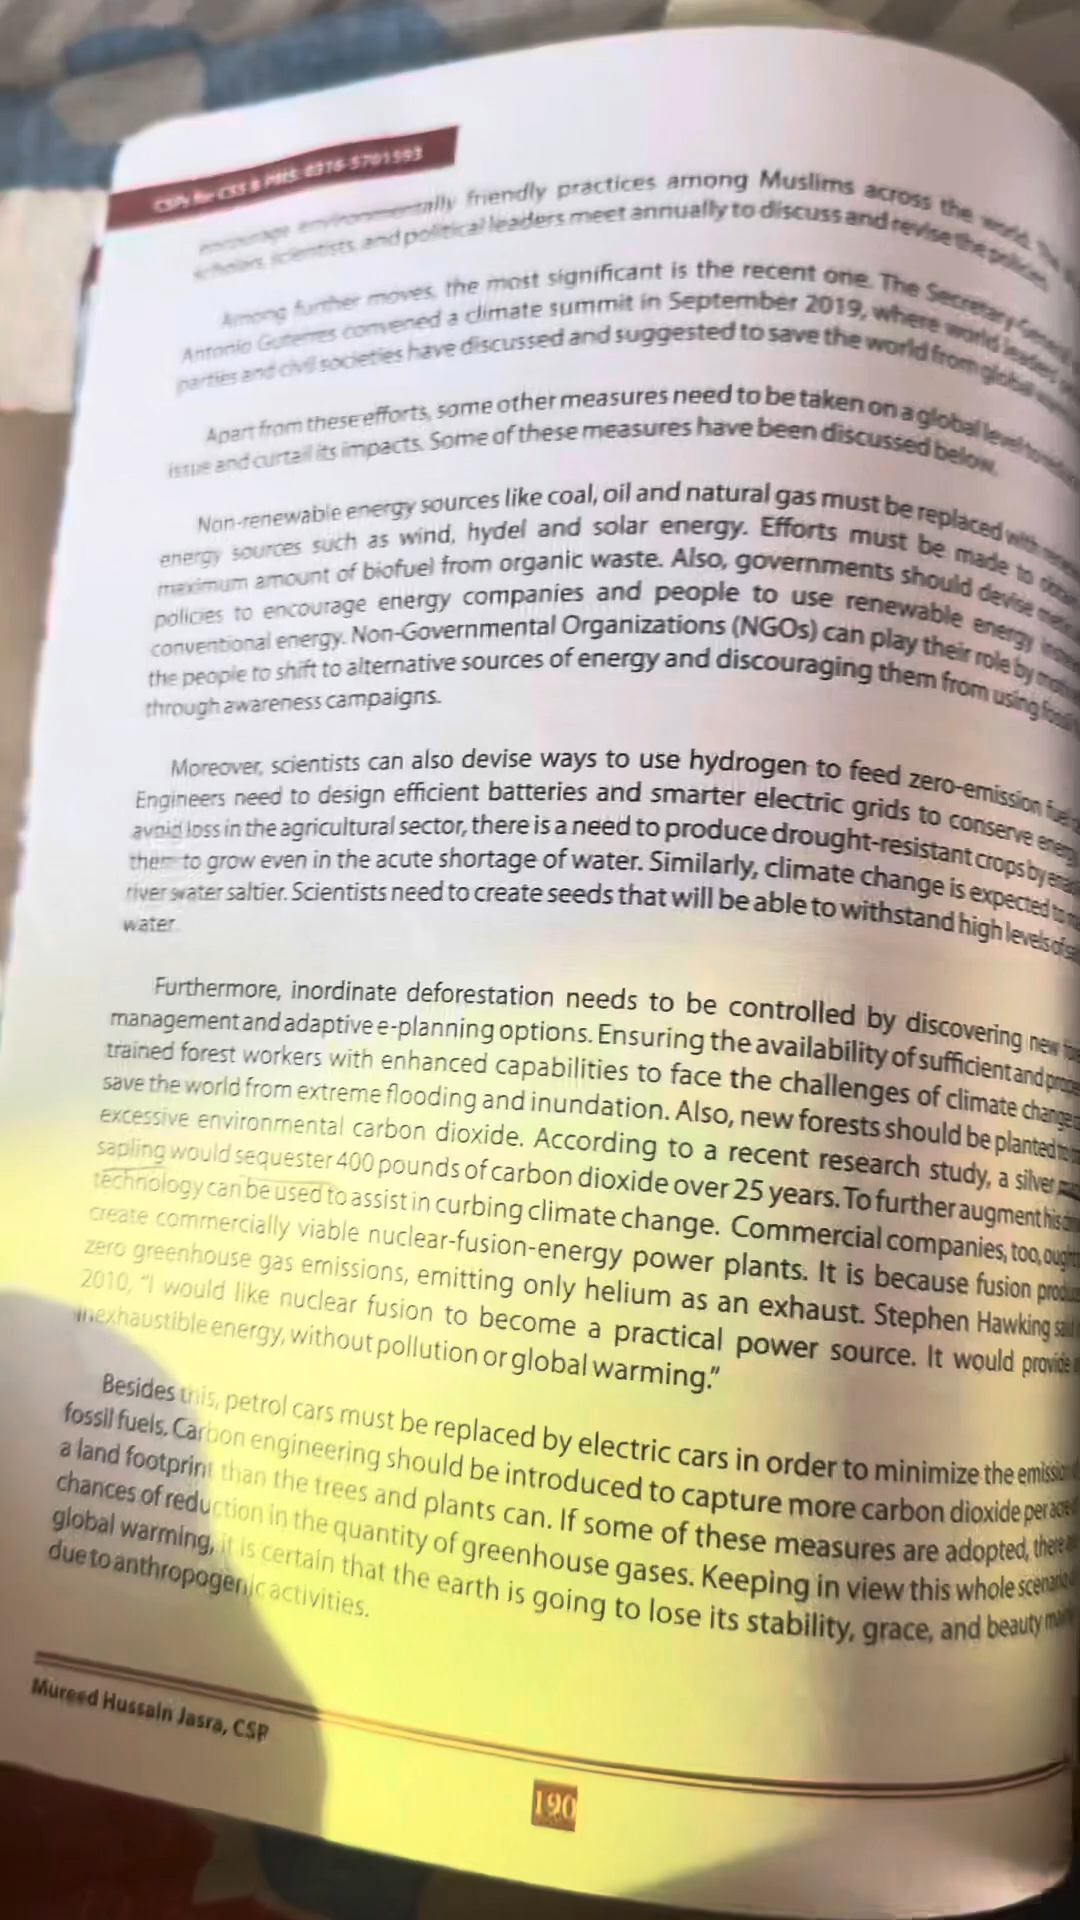 CSPs for CSS & PMS: 0316-5701593
encourage environmentally friendly practices among Muslims across the world.
scholars, scientists, and political leaders meet annually to discuss and revise the policies.
Among further moves, the most significant is the recent one. The Secretary-General
Antonio Guterres convened a climate summit in September 2019, where world leaders
parties and civil societies have discussed and suggested to save the world from global
Apart from these efforts, some other measures need to be taken on a global level to
issue and curtail its impacts. Some of these measures have been discussed below.
Non-renewable energy sources like coal, oil and natural gas must be replaced with
energy sources such as wind, hydel and solar energy. Efforts must be made to
maximum amount of biofuel from organic waste. Also, governments should devise
policies to encourage energy companies and people to use renewable energy
conventional energy. Non-Governmental Organizations (NGOs) can play their role by
the people to shift to alternative sources of energy and discouraging them from using
through awareness campaigns.
Moreover, scientists can also devise ways to use hydrogen to feed zero-emission
Engineers need to design efficient batteries and smarter electric grids to conserve
avoid loss in the agricultural sector, there is a need to produce drought-resistant crops by
them to grow even in the acute shortage of water. Similarly, climate change is expected to
river water saltier. Scientists need to create seeds that will be able to withstand high levels of
water.
Furthermore, inordinate deforestation needs to be controlled by discovering new
management and adaptive e-planning options. Ensuring the availability of sufficient and
trained forest workers with enhanced capabilities to face the challenges of climate change
save the world from extreme flooding and inundation. Also, new forests should be planted to
excessive environmental carbon dioxide. According to a recent research study, a silver
sapling would sequester 400 pounds of carbon dioxide over 25 years. To further augment his
technology can be used to assist in curbing climate change. Commercial companies, too,
create commercially viable nuclear-fusion-energy power plants. It is because fusion
zero greenhouse gas emissions, emitting only helium as an exhaust. Stephen Hawking said
2010, “I would like nuclear fusion to become a practical power source. It would provide
inexhaustible energy, without pollution or global warming.”
Besides this, petrol cars must be replaced by electric cars in order to minimize the
fossil fuels. Carbon engineering should be introduced to capture more carbon dioxide per
a land footprint than the trees and plants can. If some of these measures are adopted,
chances of reduction in the quantity of greenhouse gases. Keeping in view this whole
global warming, it is certain that the earth is going to lose its stability, grace, and beauty
due to anthropogenic activities.
Mureed Hussain Jasra, CSP
190